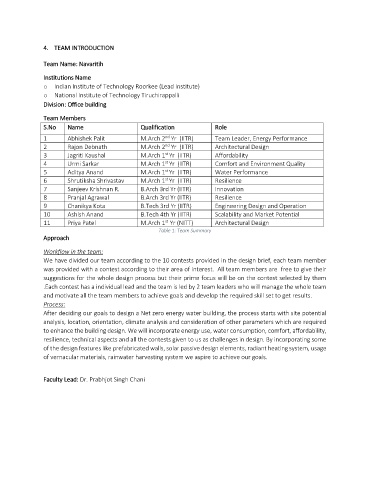 4. TEAM INTRODUCTION
Team Name: Navaritih
Institutions Name
o Indian Institute of Technology Roorkee (Lead Institute)
o National Institute of Technology Tiruchirappalli
Division: Office building
Team Members
S.No Name Qualification Role
1 Abhishek Palit M.Arch 2nd Yr (IITR) Team Leader, Energy Performance
2 Rajon Debnath M.Arch 2nd Yr (IITR) Architectural Design
3 Jagriti Kaushal M.Arch 1st Yr (IITR) Affordability
4 Urmi Sarkar M.Arch 1st Yr (IITR) Comfort and Environment Quality
5 Aditya Anand M.Arch 1st Yr (IITR) Water Performance
6 Shrutiksha Shrivastav M.Arch 1st Yr (IITR) Resilience
7 Sanjeev Krishnan R. B.Arch 3rd Yr (IITR) Innovation
8 Pranjal Agrawal B.Arch 3rd Yr (IITR) Resilience
9 Chanikya Kota B.Tech 3rd Yr (IITR) Engineering Design and Operation
10 Ashish Anand B.Tech 4th Yr (IITR) Scalability and Market Potential
11 Priya Patel M.Arch 1st Yr (NITT) Architectural Design
Table 1: Team Summary
Approach
Workflow in the team:
We have divided our team according to the 10 contests provided in the design brief, each team member
was provided with a contest according to their area of interest. All team members are free to give their
suggestions for the whole design process but their prime focus will be on the contest selected by them
.Each contest has a individual lead and the team is led by 2 team leaders who will manage the whole team
and motivate all the team members to achieve goals and develop the required skill set to get results.
Process:
After deciding our goals to design a Net zero energy water building, the process starts with site potential
analysis, location, orientation, climate analysis and consideration of other parameters which are required
to enhance the building design. We will incorporate energy use, water consumption, comfort, affordability,
resilience, technical aspects and all the contests given to us as challenges in design. By incorporating some
of the design features like prefabricated walls, solar passive design elements, radiant heating system, usage
of vernacular materials, rainwater harvesting system we aspire to achieve our goals.
Faculty Lead: Dr. Prabhjot Singh Chani